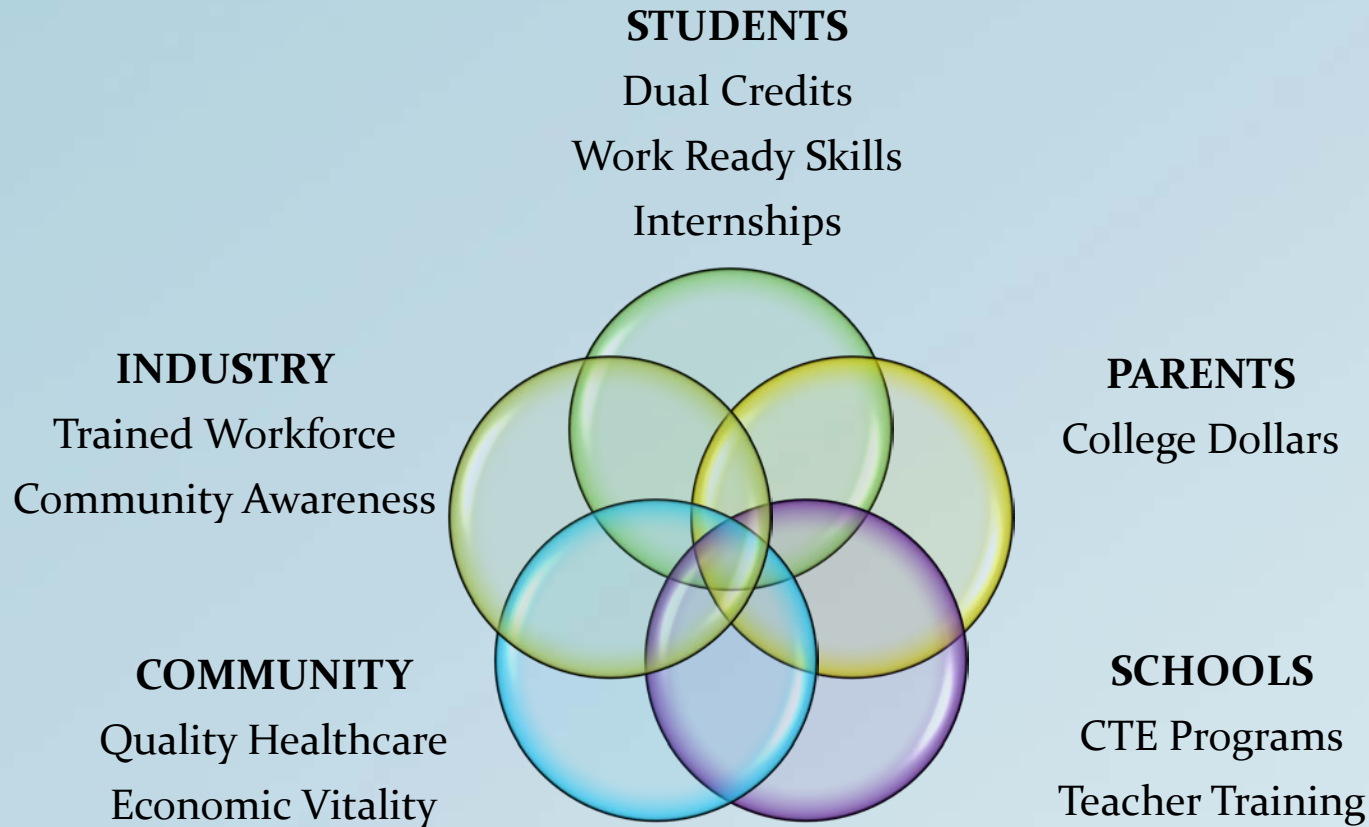 STUDENTS
Dual Credits
Work Ready Skills
Internships
INDUSTRY
Trained Workforce
Community Awareness
PARENTS
College Dollars
COMMUNITY
Quality Healthcare
Economic Vitality
SCHOOLS
CTE Programs
Teacher Training